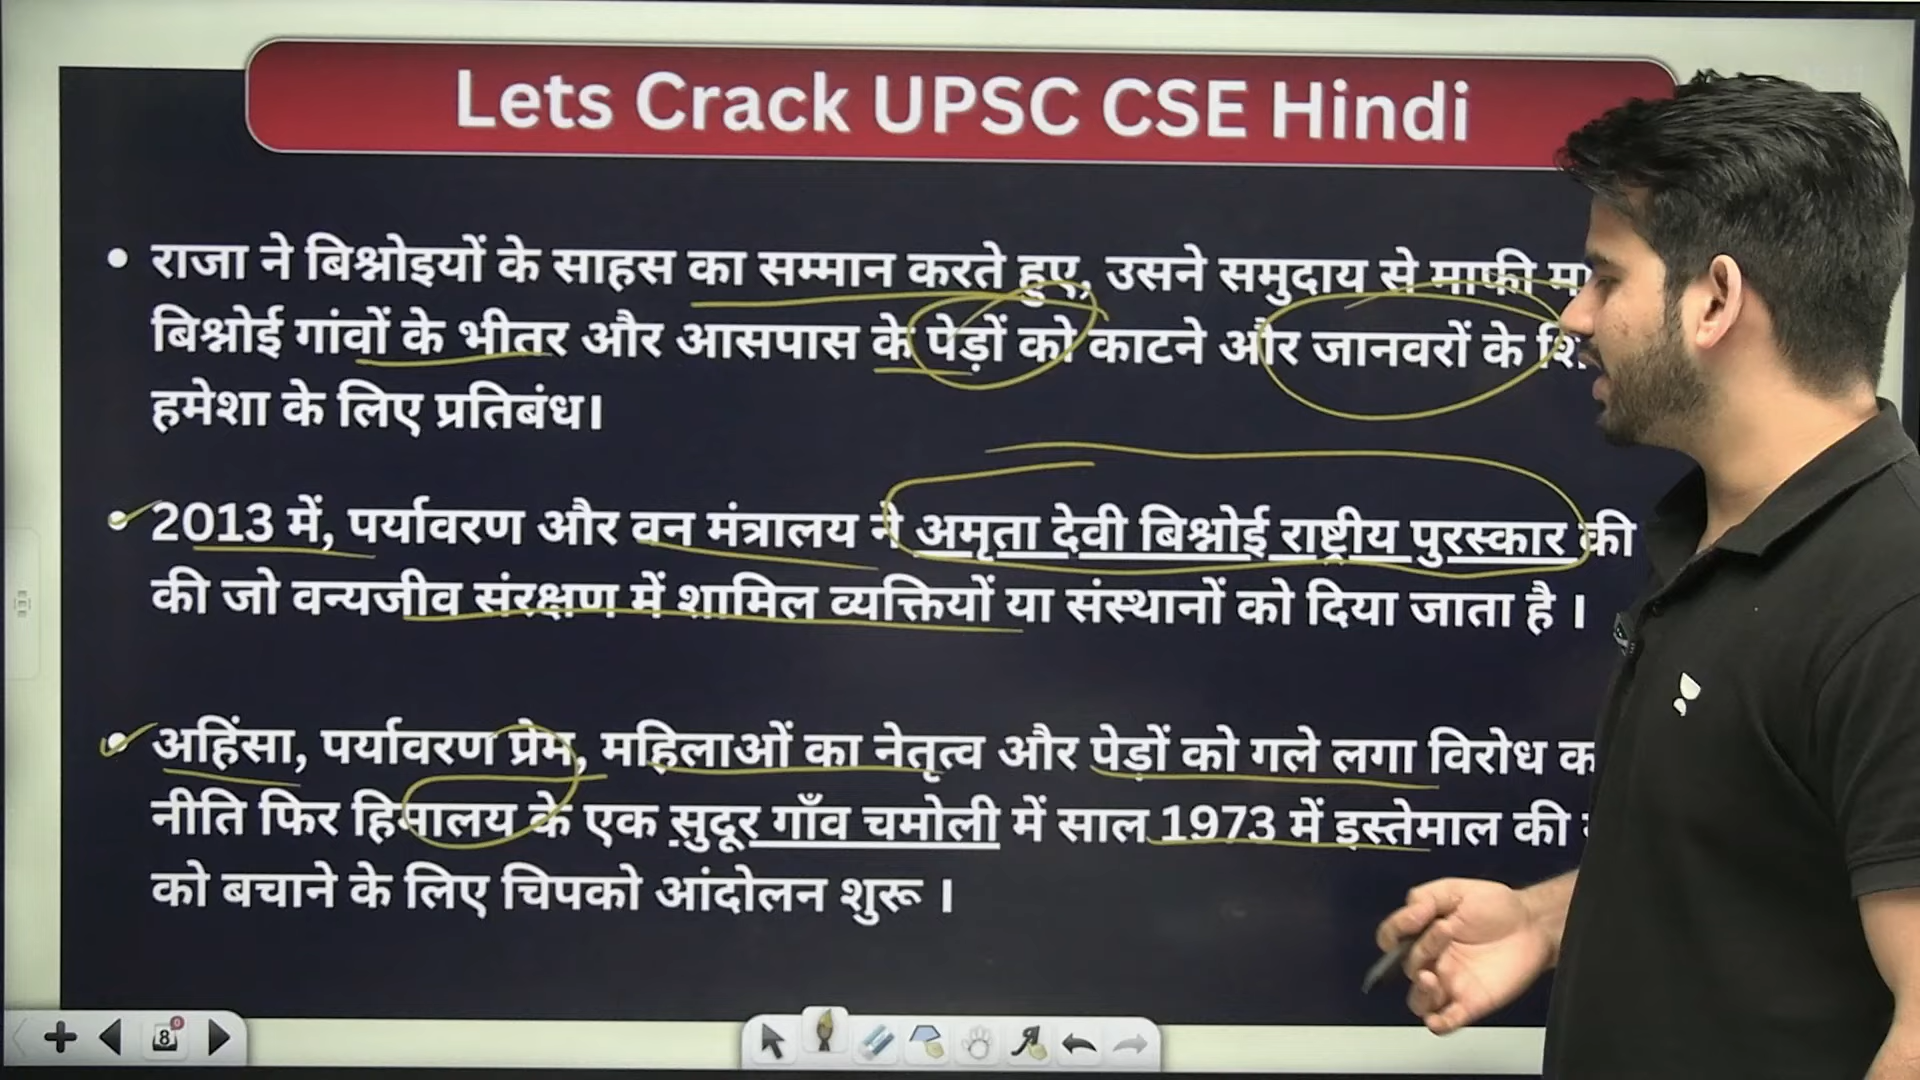 Lets Crack UPSC CSE Hindi
• राजा ने बिश्नोइयों के साहस का सम्मान करते हुए, उसने समुदाय से माफी
बिश्नोई गांवों के भीतर और आसपास के पेड़ों को काटने और जानवरों के
हमेशा के लिए प्रतिबंध।
• 2013 में, पर्यावरण और वन मंत्रालय ने अमृता देवी बिश्नोई राष्ट्रीय पुरस्कार की
की जो वन्यजीव संरक्षण में शामिल व्यक्तियों या संस्थानों को दिया जाता है ।
• अहिंसा, पर्यावरण प्रेम, महिलाओं का नेतृत्व और पेड़ों को गले लगा विरोध
नीति फिर हिमालय के एक सुदूर गाँव चमोली में साल 1973 में इस्तेमाल की
को बचाने के लिए चिपको आंदोलन शुरू ।
8
0